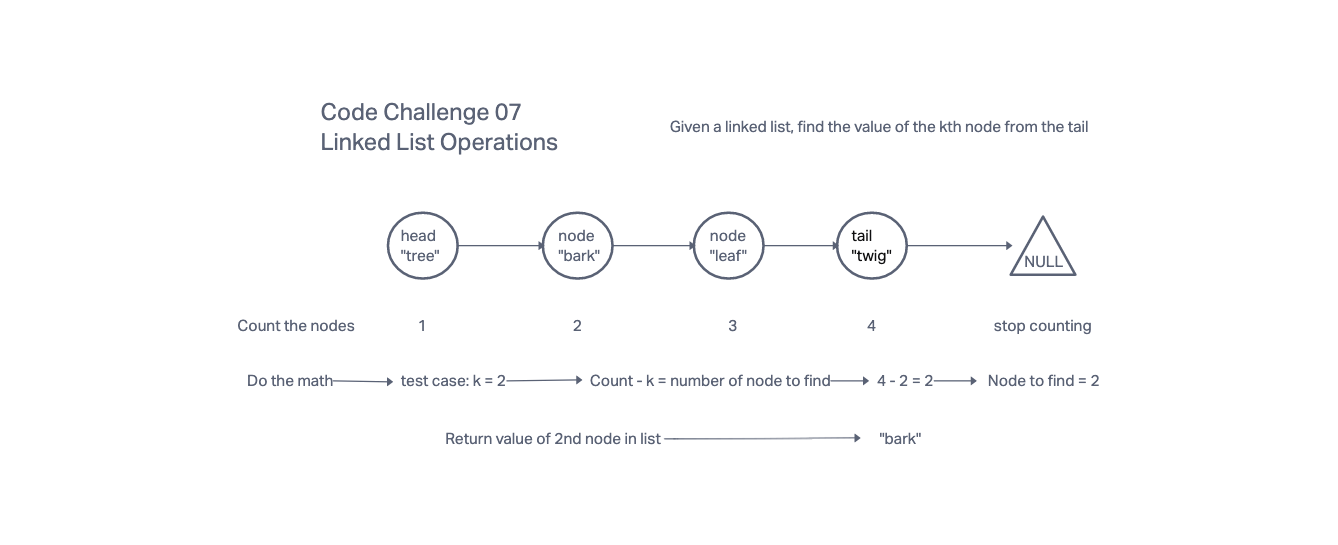 Code Challenge 07
Linked List Operations
Given a linked list, find the value of the kth node from the tail
head
"tree"
node
"bark"
node
"leaf"
tail
"twig"
NULL
Count the nodes
1
2
3
4
stop counting
Do the math
test case: k = 2
Count - k = number of node to find
4 - 2 = 2
Node to find = 2
Return value of 2nd node in list
"bark"